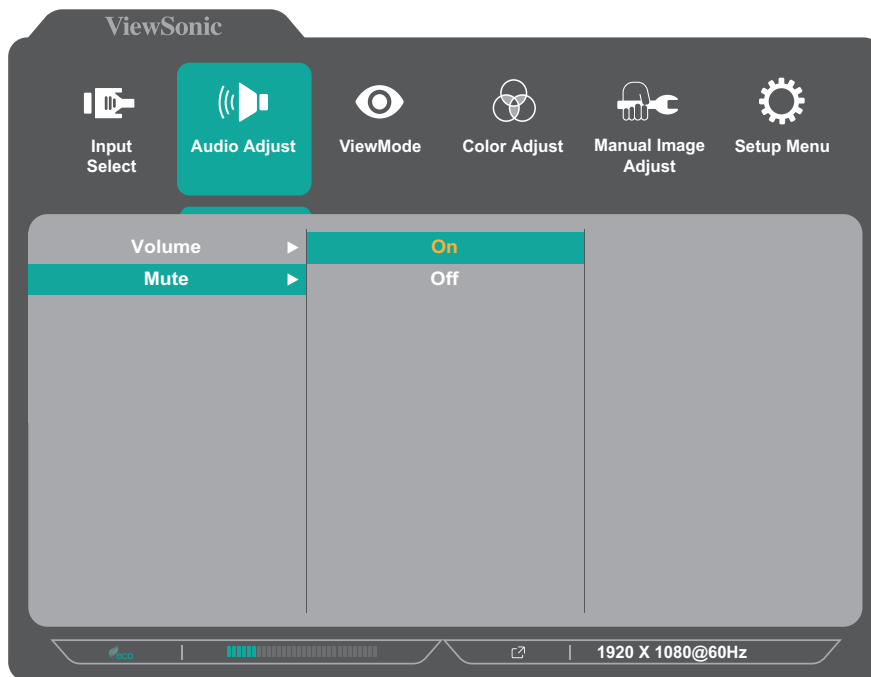 ViewSonic
Input
Select
Audio Adjust
ViewMode
Color Adjust
Manual Image
Adjust
Setup Menu
Volume
On
Mute
Off
eco
1920 X 1080@60Hz